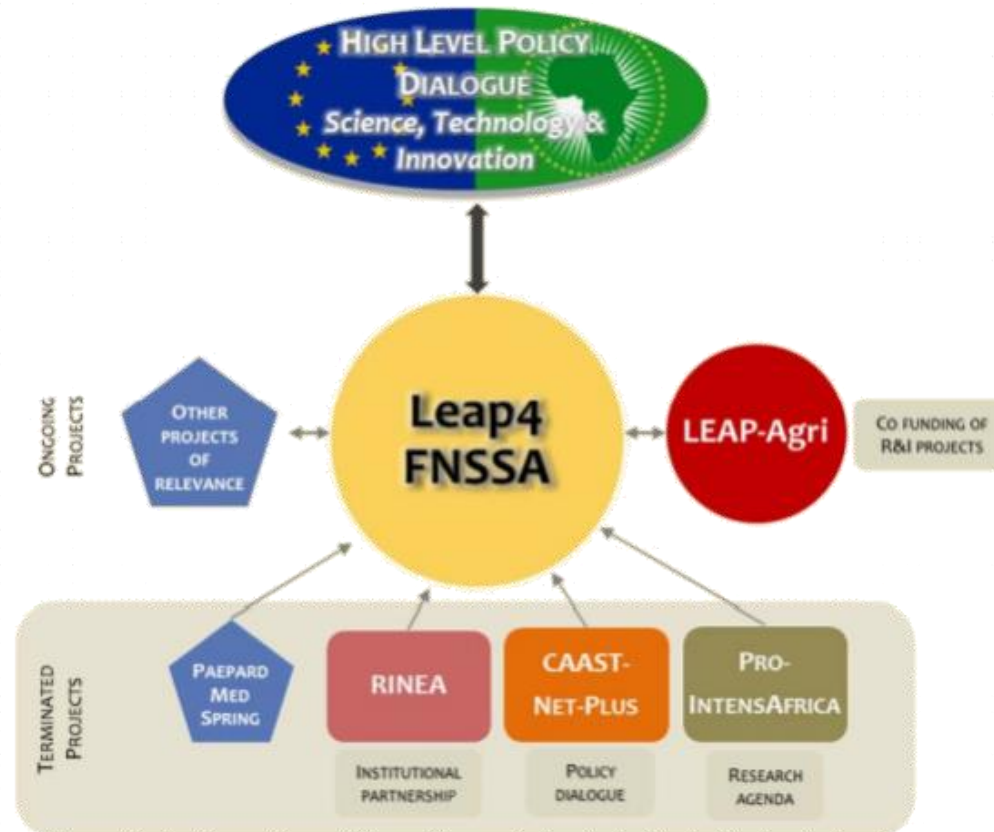 HIGH LEVEL POLICY
DIALOGUE
Science, Technology &
Innovation
ONGOING
PROJECTS
OTHER
PROJECTS
OF
RELEVANCE
Leap4
FNSSA
LEAP-Agri
CO FUNDING OF
R&I PROJECTS
TERMINATED
PROJECTS
PAEPARD
MED
SPRING
RINEA
CAAST-
NET-PLUS
PRO-
INTENSAFRICA
INSTITUTIONAL
PARTNERSHIP
POLICY
DIALOGUE
RESEARCH
AGENDA